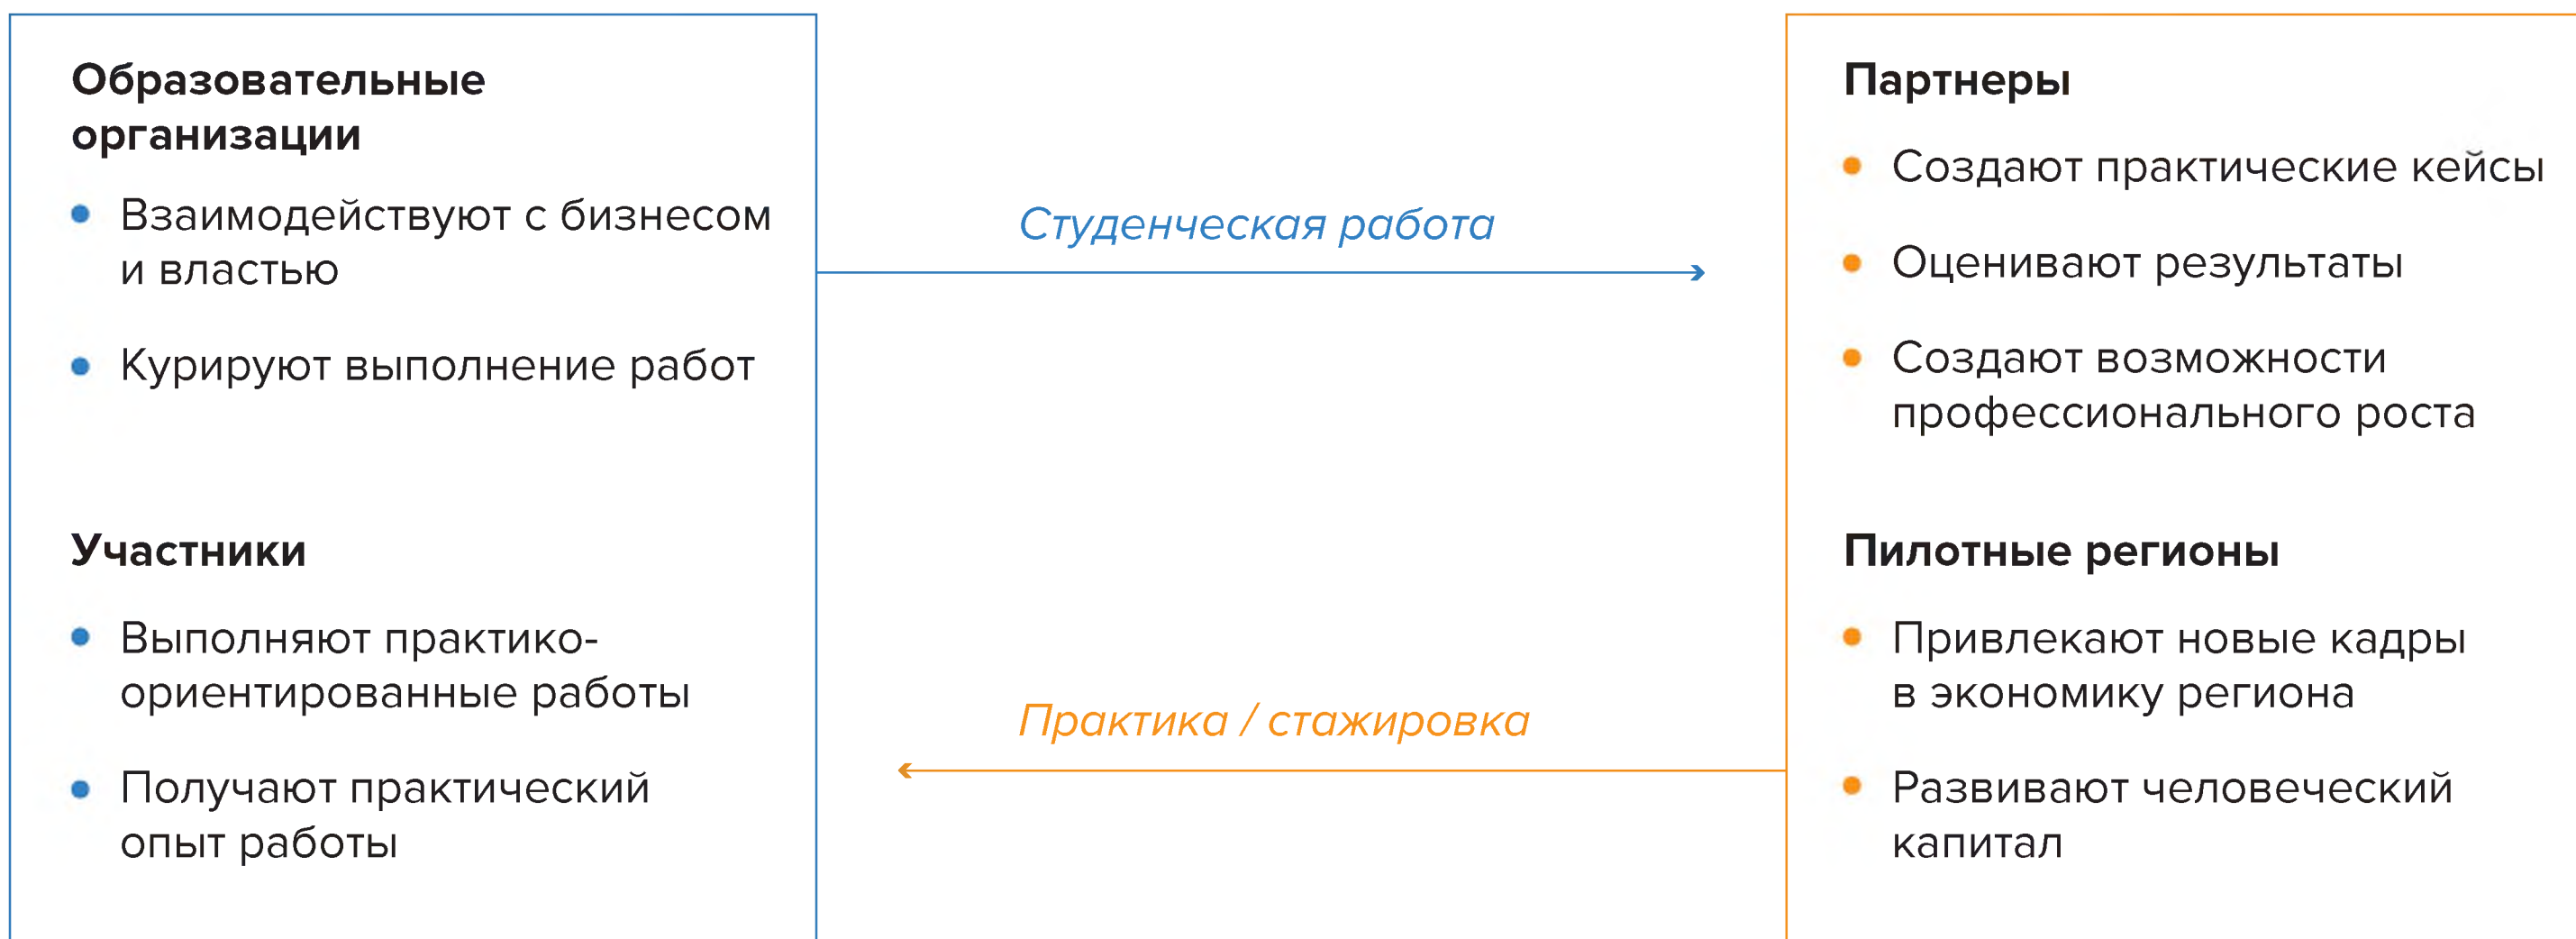 Образовательные
организации
Взаимодействуют с бизнесом
и властью
Курируют выполнение работ
Участники
Выполняют практико-
ориентированные работы
Получают практический
опыт работы
Студенческая работа
Практика / стажировка
Партнеры
Создают практические кейсы
Оценивают результаты
Создают возможности
профессионального роста
Пилотные регионы
Привлекают новые кадры
в экономику региона
Развивают человеческий
капитал